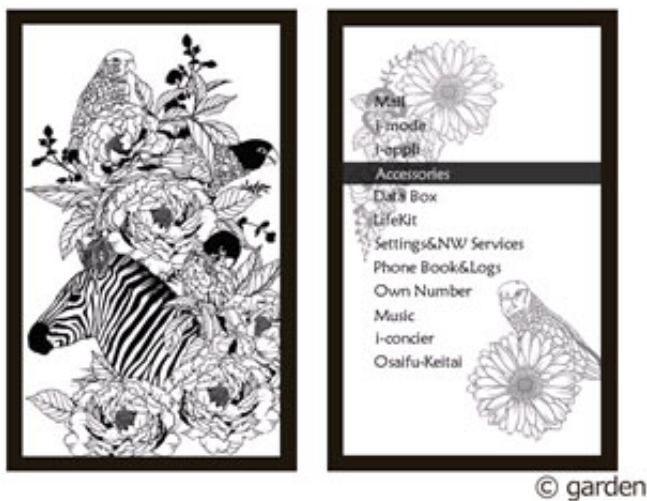 Mail
i-mode
i-appli
Accessories
Data Box
LifeKit
Settings&NW Services
Phone Book&Logs
Own Number
Music
i-concier
Osaifu-Keitai
© garden